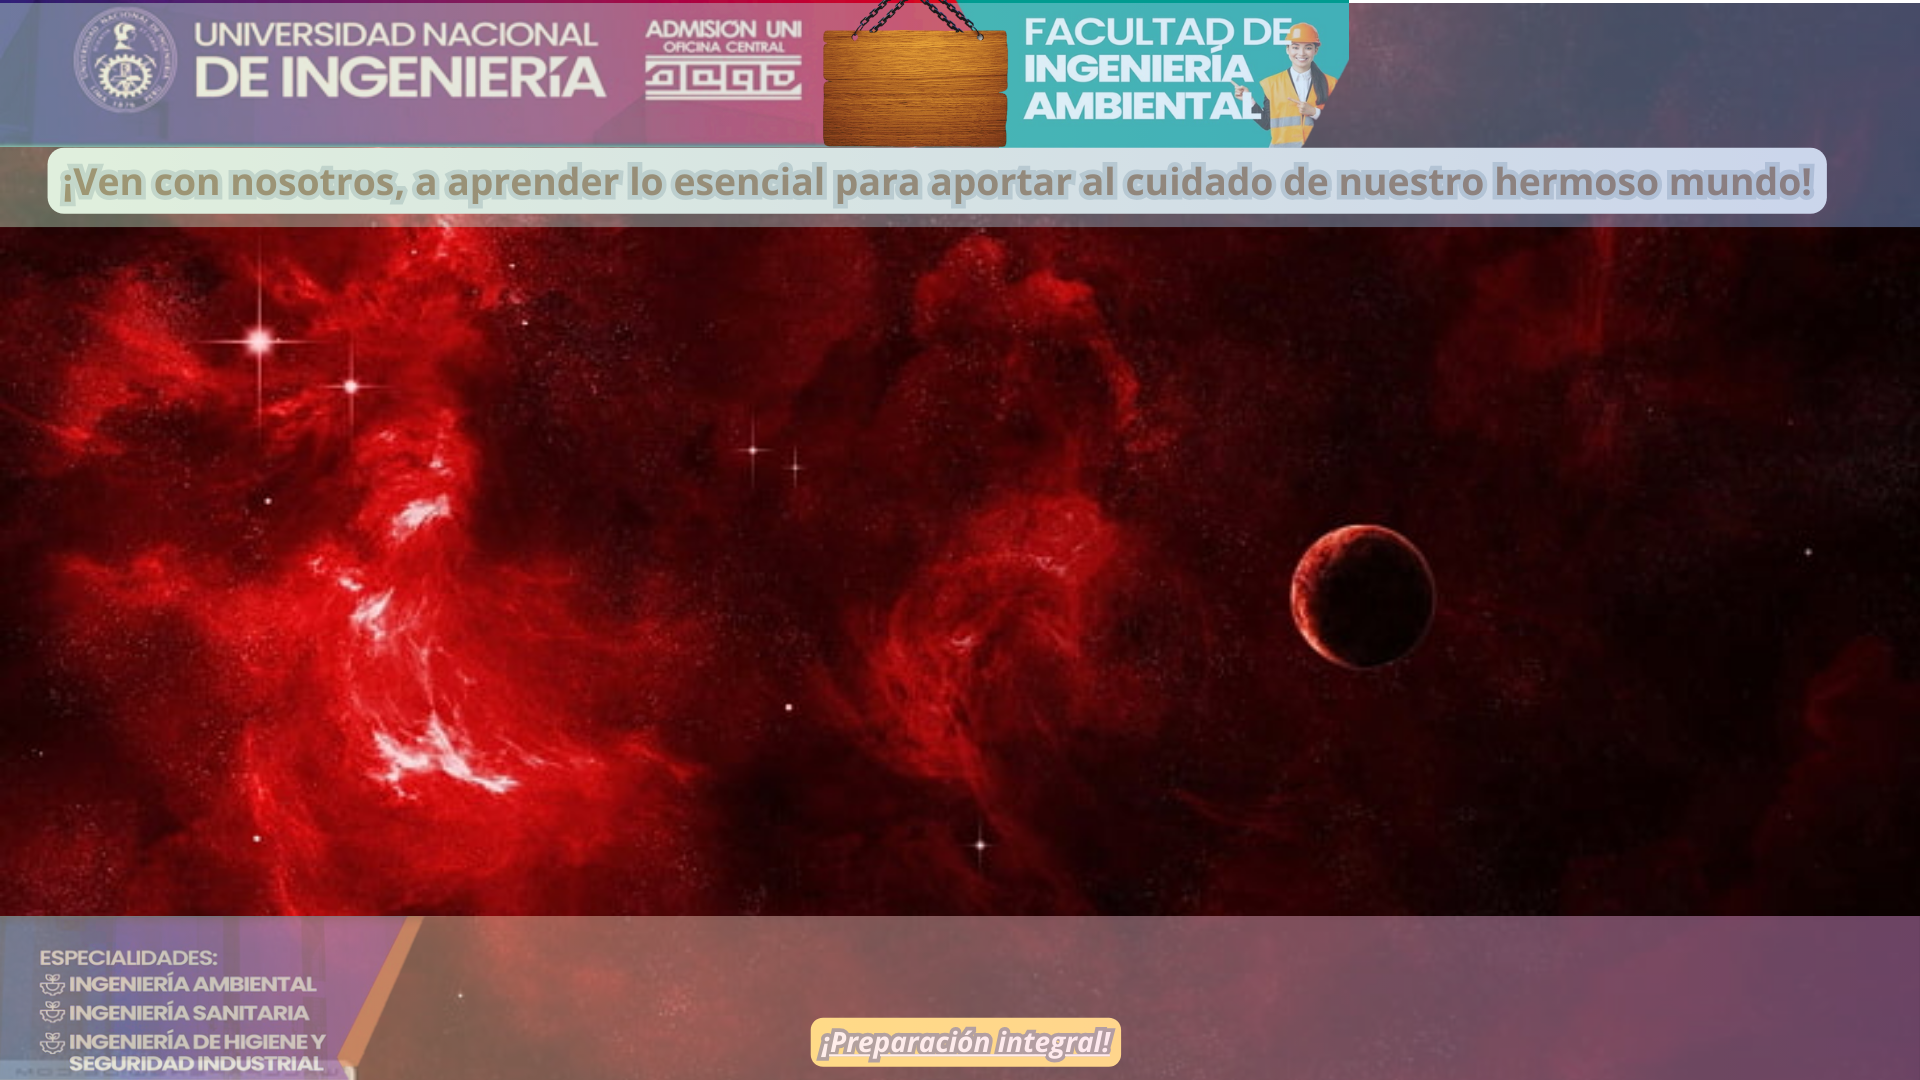 UNIVERSIDAD NACIONAL
DE INGENIERÍA
ADMISIÓN UNI
OFICINA CENTRAL
FACULTAD DE
INGENIERÍA
AMBIENTAL
¡Ven con nosotros, a aprender lo esencial para aportar al cuidado de nuestro hermoso mundo!
ESPECIALIDADES:
INGENIERÍA AMBIENTAL
INGENIERÍA SANITARIA
INGENIERÍA DE HIGIENE Y
SEGURIDAD INDUSTRIAL
¡Preparación integral!